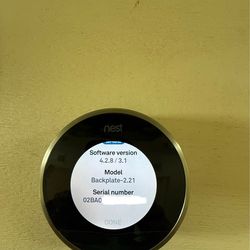 nest
Software version
4.2.8 / 3.1
Model
Backplate-2.21
Serial number
02BA0
DONE